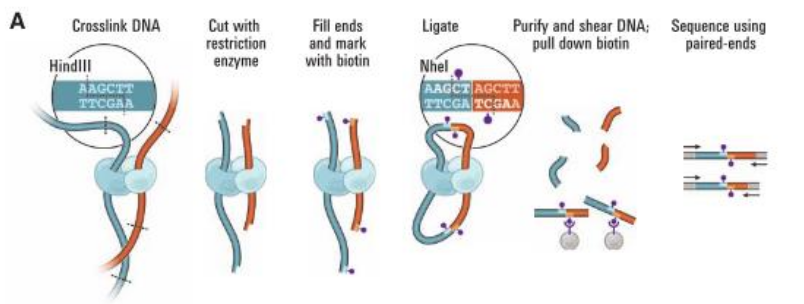 A
Crosslink DNA
HindIII
AAGCTT
TTCGAA
Cut with
restriction
enzyme
Fill ends
and mark
with biotin
Ligate
NheI
AAGCT AGCTT
TTCGA TCGAA
Purify and shear DNA;
pull down biotin
Sequence using
paired-ends